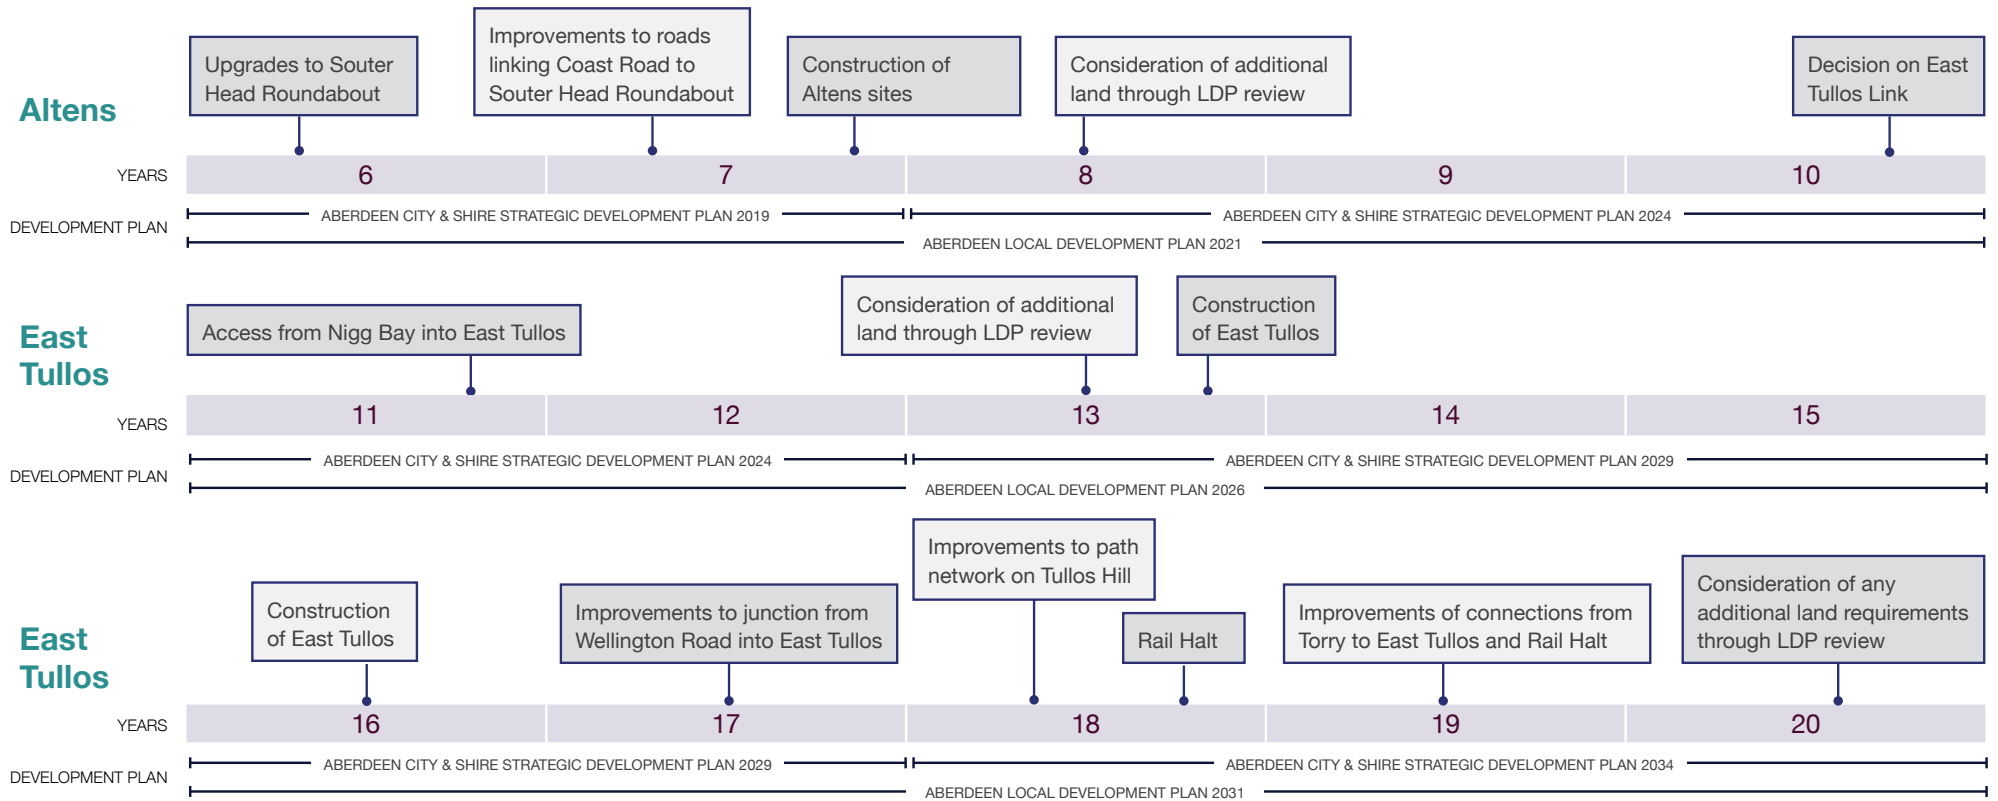 Altens
Upgrades to Souter
Head Roundabout
Improvements to roads
linking Coast Road to
Souter Head Roundabout
Construction of
Altens sites
Consideration of additional
land through LDP review
Decision on East
Tullos Link
YEARS
6
7
8
9
10
DEVELOPMENT PLAN
ABERDEEN CITY & SHIRE STRATEGIC DEVELOPMENT PLAN 2019
ABERDEEN CITY & SHIRE STRATEGIC DEVELOPMENT PLAN 2024
ABERDEEN LOCAL DEVELOPMENT PLAN 2021
East
Tullos
Access from Nigg Bay into East Tullos
Consideration of additional
land through LDP review
Construction
of East Tullos
YEARS
11
12
13
14
15
DEVELOPMENT PLAN
ABERDEEN CITY & SHIRE STRATEGIC DEVELOPMENT PLAN 2024
ABERDEEN CITY & SHIRE STRATEGIC DEVELOPMENT PLAN 2029
ABERDEEN LOCAL DEVELOPMENT PLAN 2026
East
Tullos
Construction
of East Tullos
Improvements to junction from
Wellington Road into East Tullos
Improvements to path
network on Tullos Hill
Rail Halt
Improvements of connections from
Torry to East Tullos and Rail Halt
Consideration of any
additional land requirements
through LDP review
YEARS
16
17
18
19
20
DEVELOPMENT PLAN
ABERDEEN CITY & SHIRE STRATEGIC DEVELOPMENT PLAN 2029
ABERDEEN CITY & SHIRE STRATEGIC DEVELOPMENT PLAN 2034
ABERDEEN LOCAL DEVELOPMENT PLAN 2031